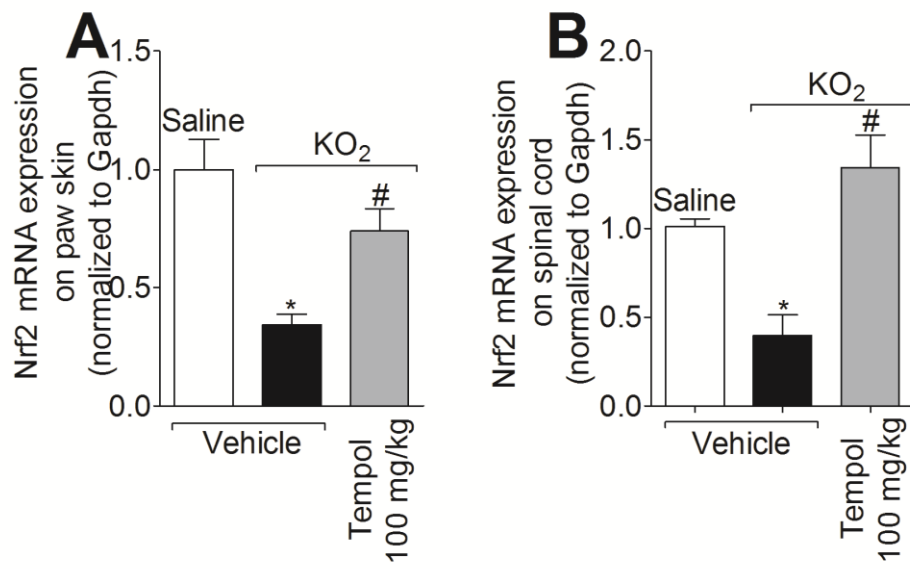 A
Nrf2 mRNA expression
on paw skin
(normalized to Gapdh)
1.5
1.0
0.5
0.0
Saline
KO₂
*
#
Vehicle
Tempol
100 mg/kg
B
Nrf2 mRNA expression
on spinal cord
(normalized to Gapdh)
2.0
1.5
1.0
0.5
0.0
Saline
KO₂
*
#
Vehicle
Tempol
100 mg/kg